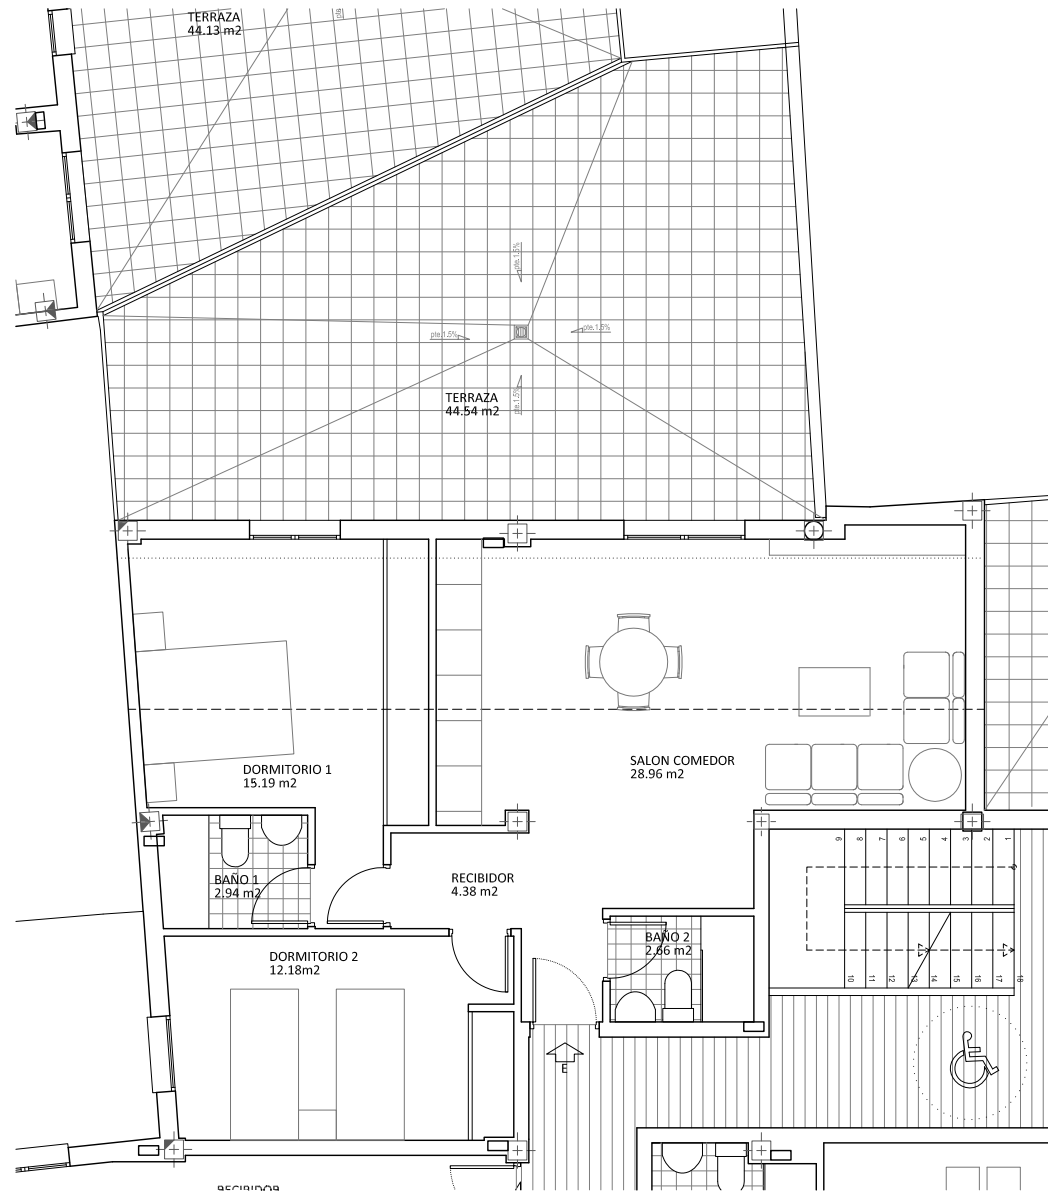 TERRAZA
44.13 m2
pte.1.5%
pte.1.5%
pte.1.5%
TERRAZA
44.54 m2
pte.1.5%
DORMITORIO 1
15.19 m2
SALON COMEDOR
28.96 m2
9
8
7
6
5
4
3
2
1
BAÑO 1
2.94 m2
RECIBIDOR
4.38 m2
BAÑO 2
2.66 m2
DORMITORIO 2
12.18m2
10
11
12
13
14
15
16
17
18
E
RECIBIDOR